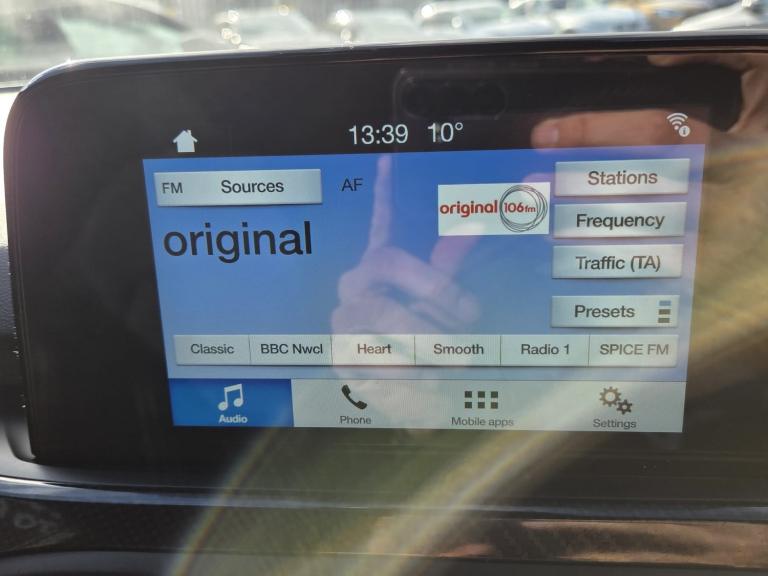 13:39 10°
FM Sources
AF
original 106fm
Stations
original
Frequency
Traffic (TA)
Presets
Classic
BBC Nwcl
Heart
Smooth
Radio 1
SPICE FM
Audio
Phone
Mobile apps
Settings